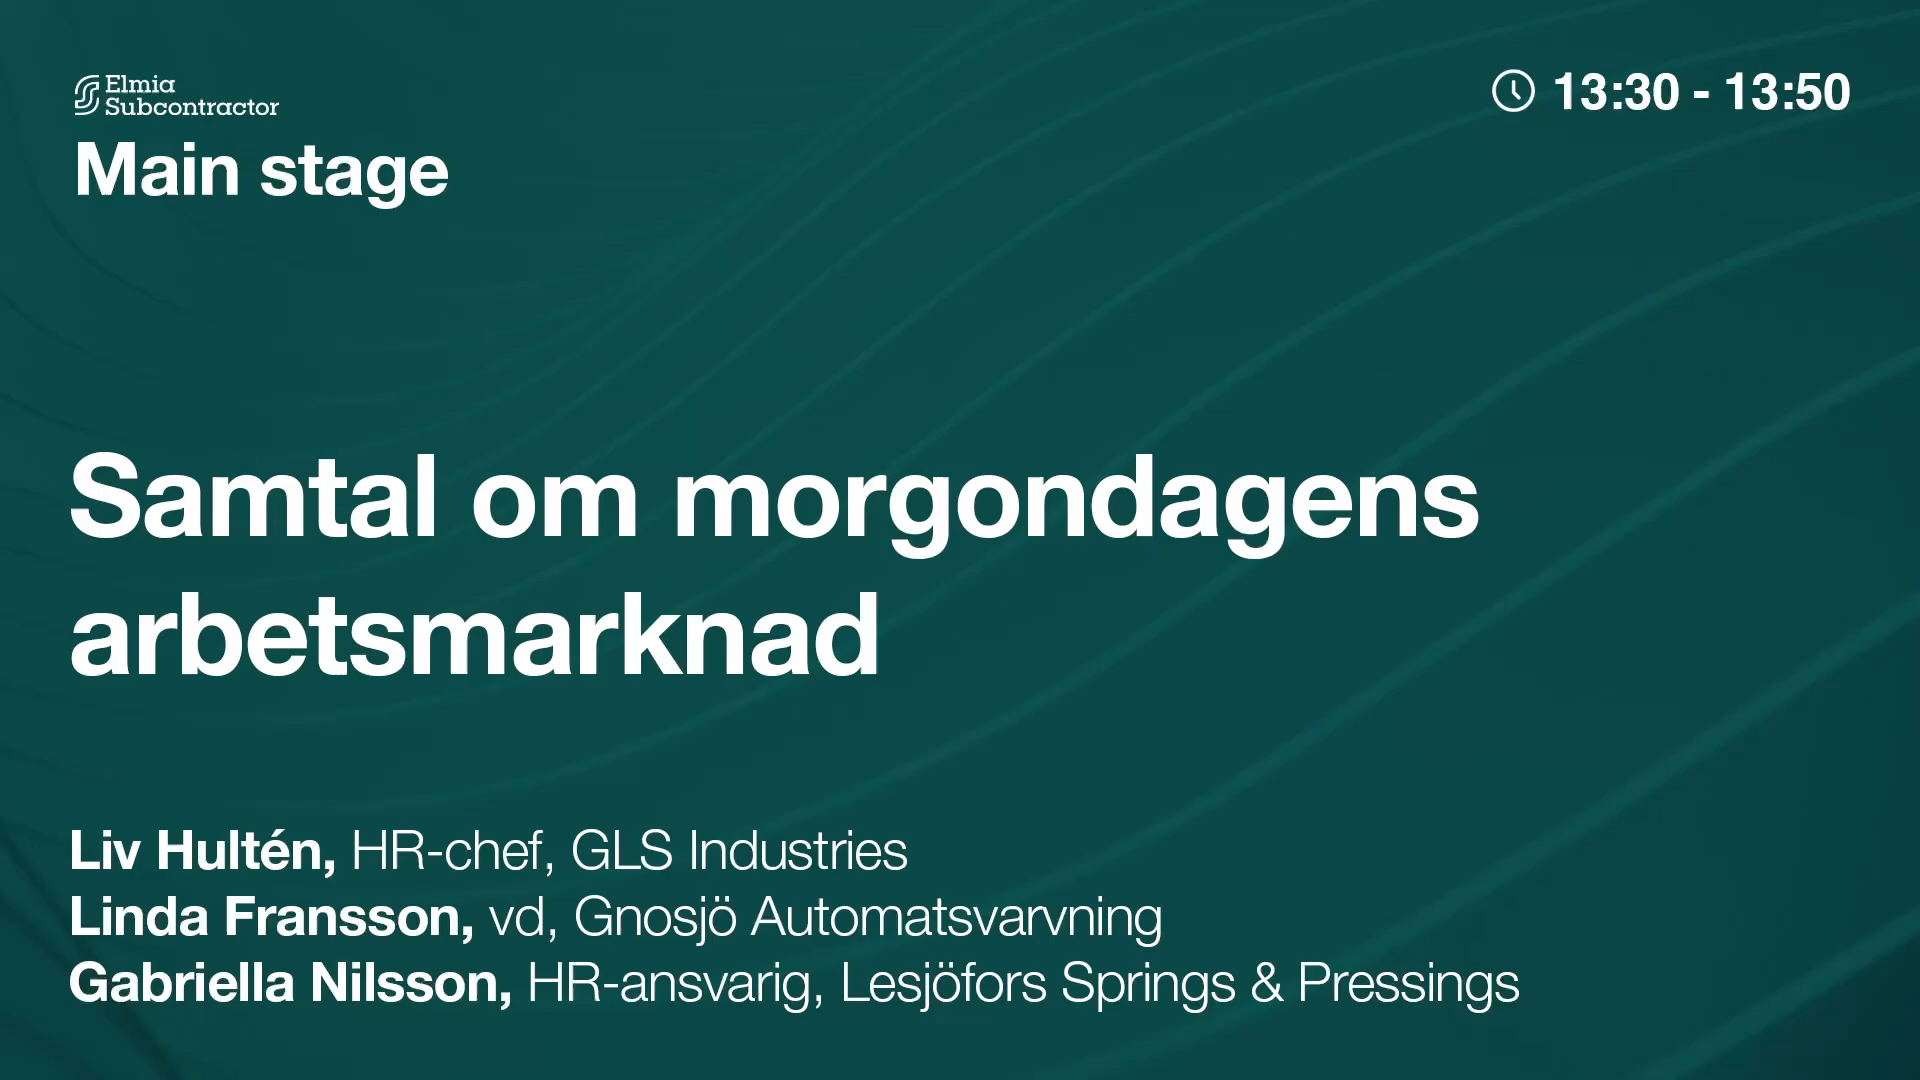 Elmia
Subcontractor
Main stage
13:30 - 13:50
Samtal om morgondagens
arbetsmarknad
Liv Hultén, HR-chef, GLS Industries
Linda Fransson, vd, Gnosjö Automatsvarvning
Gabriella Nilsson, HR-ansvarig, Lesjöfors Springs & Pressings